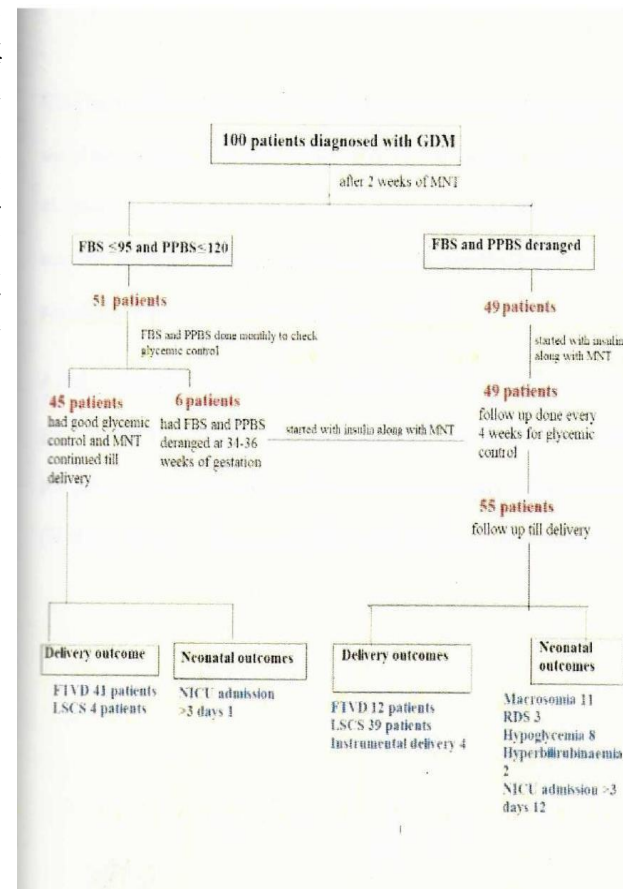 100 patients diagnosed with GDM
after 2 weeks of MNT
FBS ≤95 and PPBS≤120
FBS and PPBS deranged
51 patients
49 patients
FBS and PPBS done monthly to check
glycemic control
started with insulin
along with MNT
45 patients
had good glycemic
control and MNT
continued till
delivery
6 patients
had FBS and PPBS
deranged at 34-36
weeks of gestation
started with insulin along with MNT
49 patients
follow up done every
4 weeks for glycemic
control
55 patients
follow up till delivery
Delivery outcome
FTVD 41 patients
LSCS 4 patients
Neonatal outcomes
NICU admission
>3 days 1
Delivery outcomes
FTVD 12 patients
LSCS 39 patients
Instrumental delivery 4
Neonatal
outcomes
Macrosomia 11
RDS 3
Hypoglycemia 8
Hyperbilirubinaemia
2
NICU admission >3
days 12